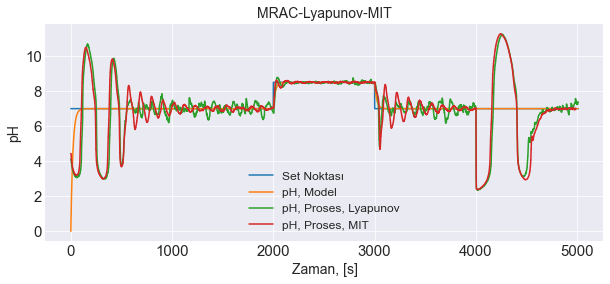 MRAC-Lyapunov-MIT
pH
10
8
6
4
2
0
Set Noktası
pH, Model
pH, Proses, Lyapunov
pH, Proses, MIT
0 1000 2000 3000 4000 5000
Zaman, [s]